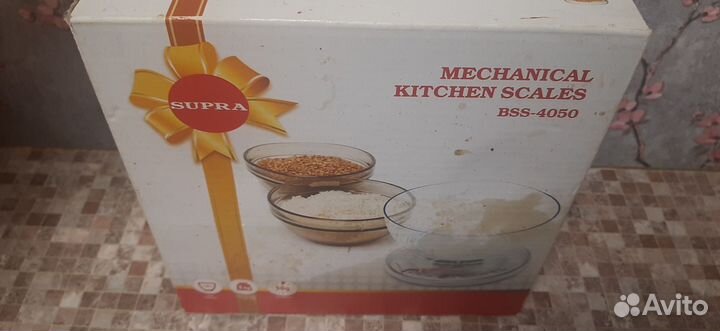 SUPRA
MECHANICAL
KITCHEN SCALES
BSS-4050
Avito